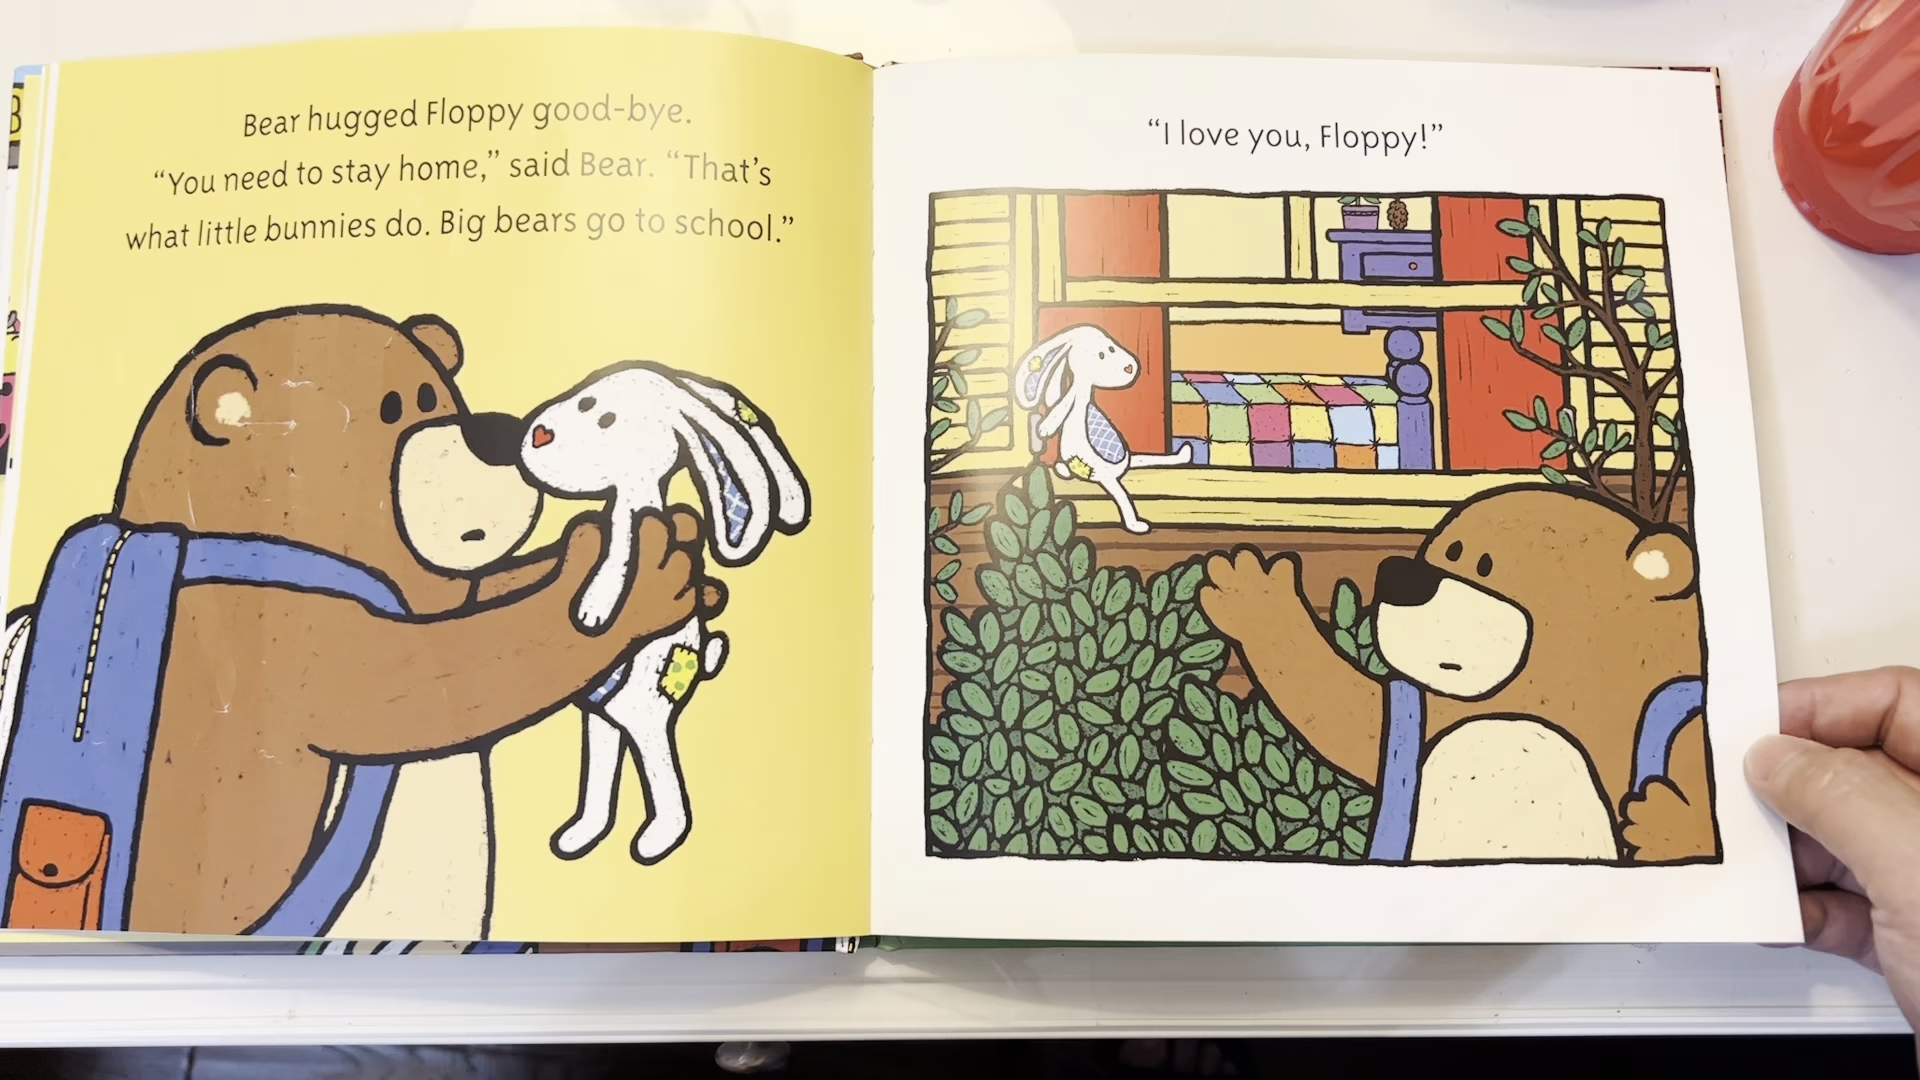 Bear hugged Floppy good-bye.
“You need to stay home,” said Bear. “That’s
what little bunnies do. Big bears go to school.”
“I love you, Floppy!”